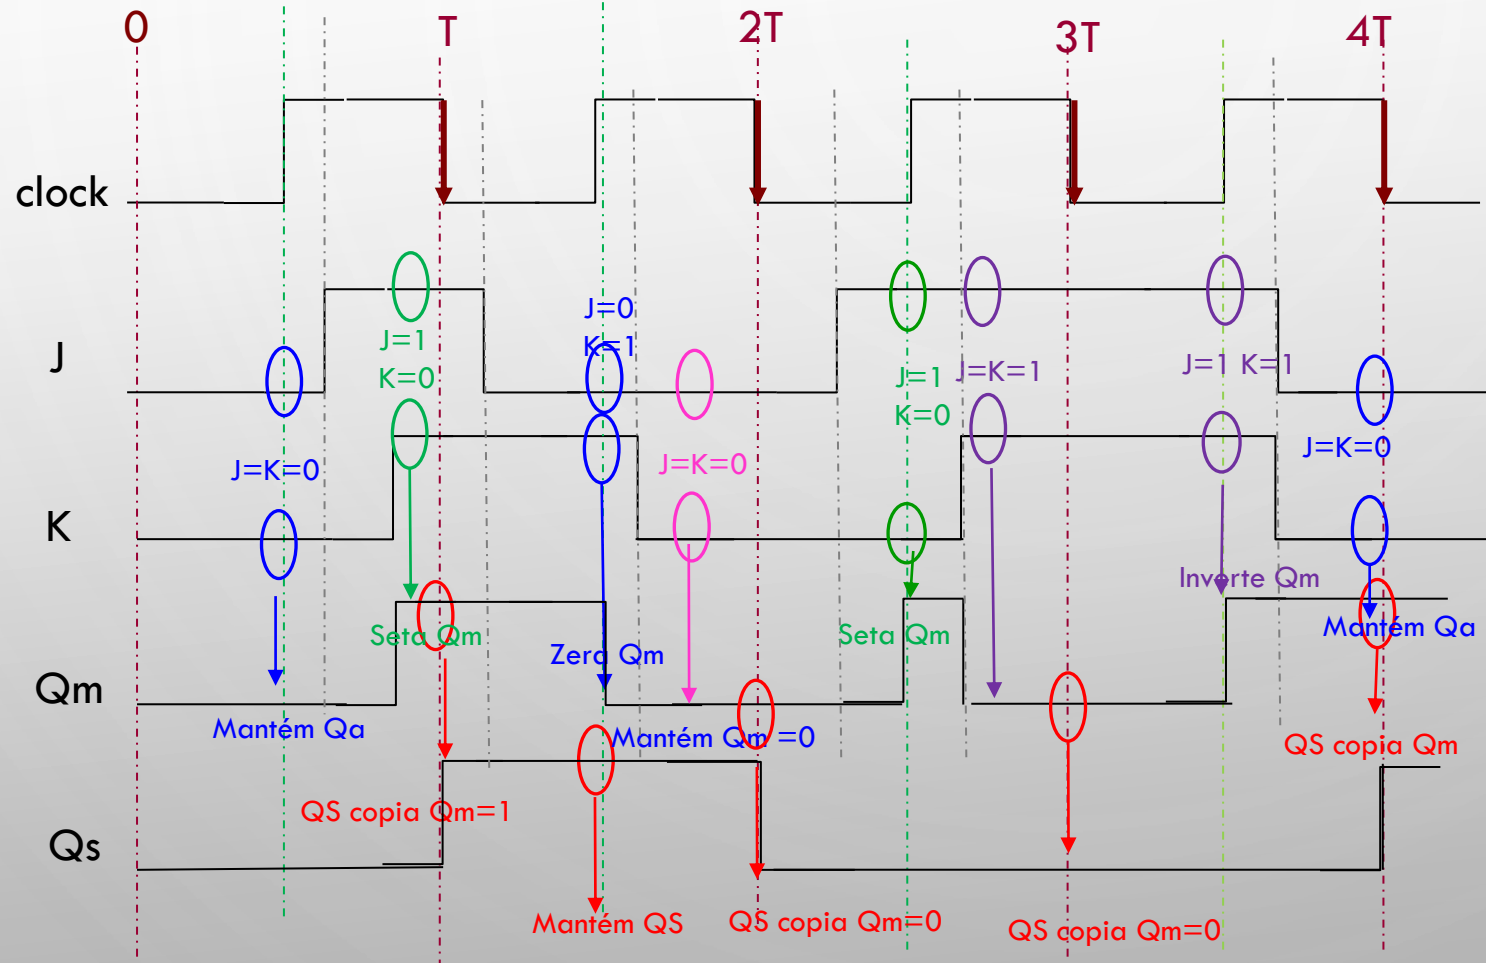 0
T
2T
3T
4T
clock
J=0
K=1
J=1
K=0
J
J=1
K=0
J=K=1
J=1 K=1
J=K=0
J=K=0
J=K=0
K
Inverte Qm
Seta Qm
Zera Qm
Seta Qm
Mantém Qa
Qm
Mantém Qa
Mantém Qm =0
QS copia Qm
QS copia Qm=1
Qs
Mantém QS
QS copia Qm=0
QS copia Qm=0